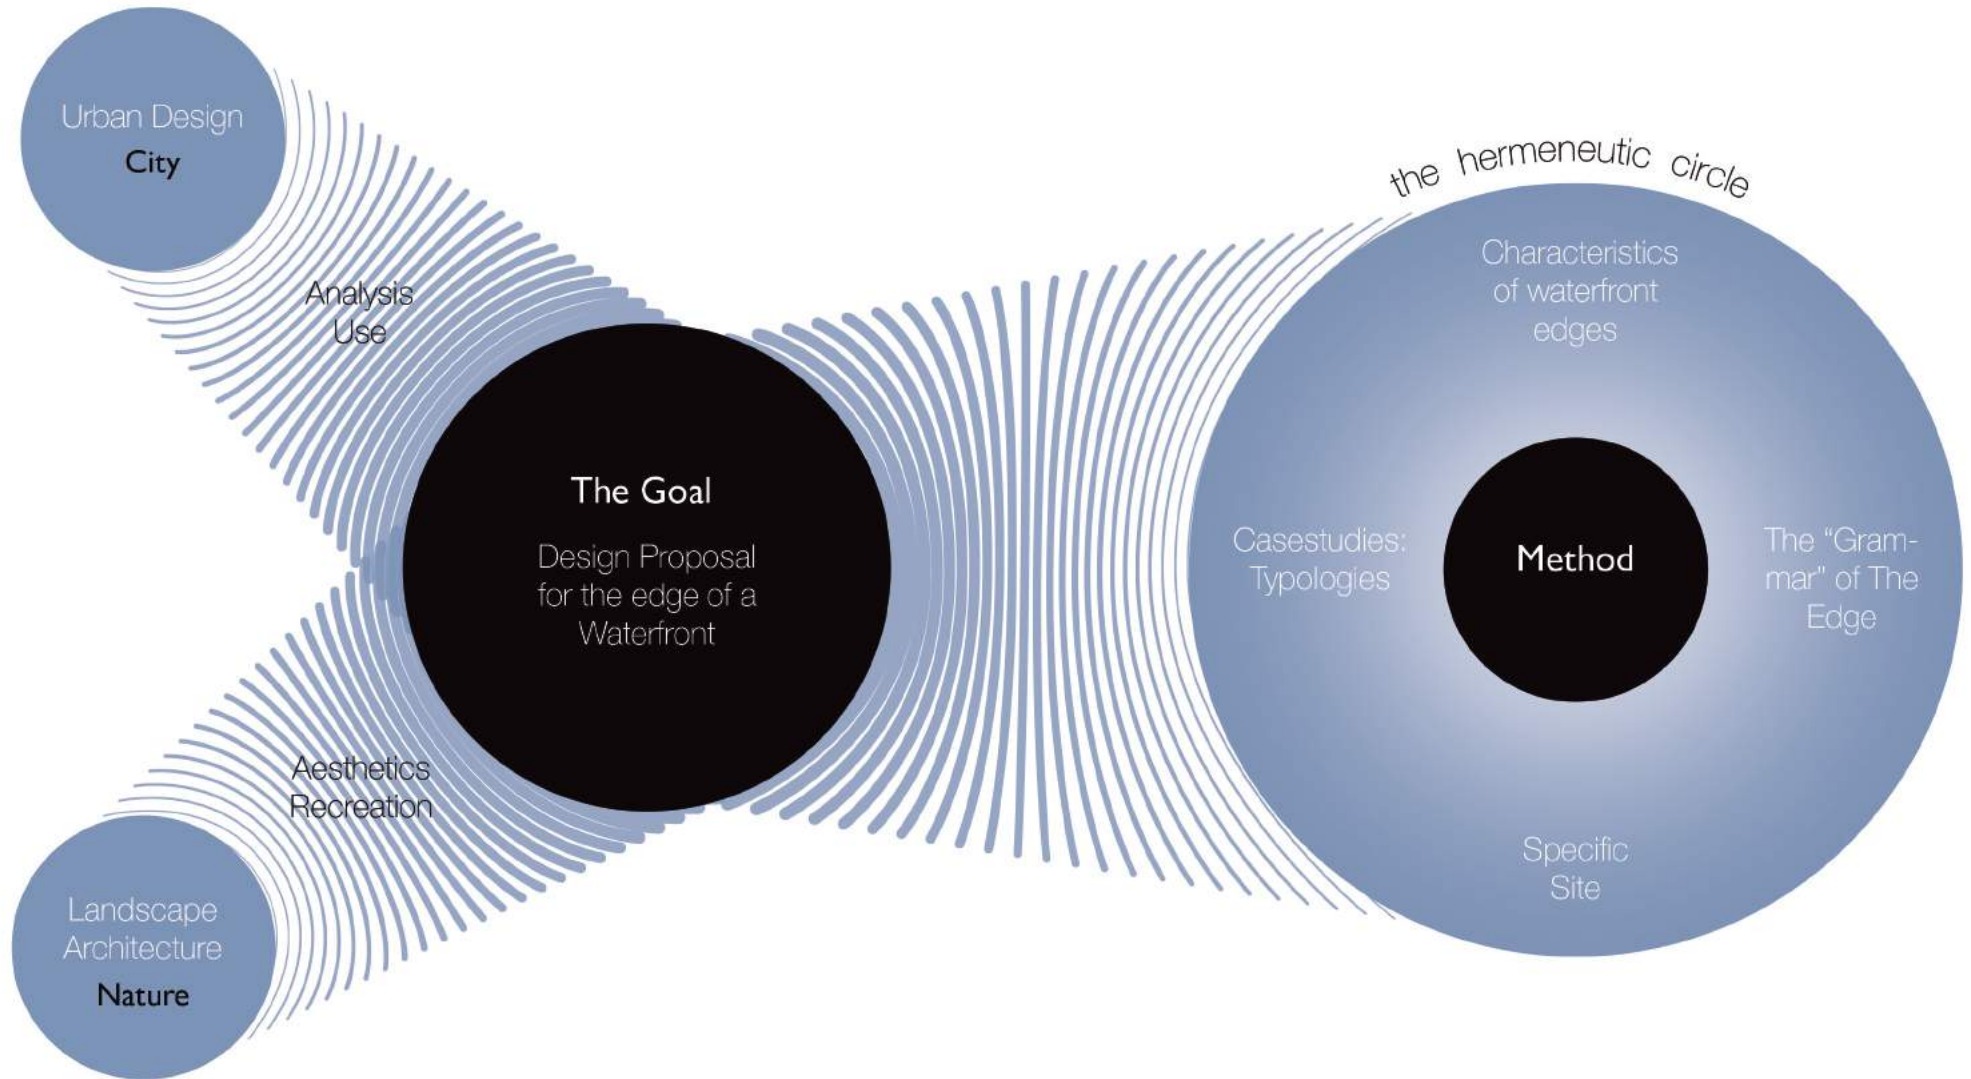 Urban Design
City
Analysis
Use
The Goal
Design Proposal
for the edge of a
Waterfront
Aesthetics
Recreation
Landscape
Architecture
Nature
the hermeneutic circle
Characteristics
of waterfront
edges
Casestudies:
Typologies
Method
The “Gram-
mar” of The
Edge
Specific
Site